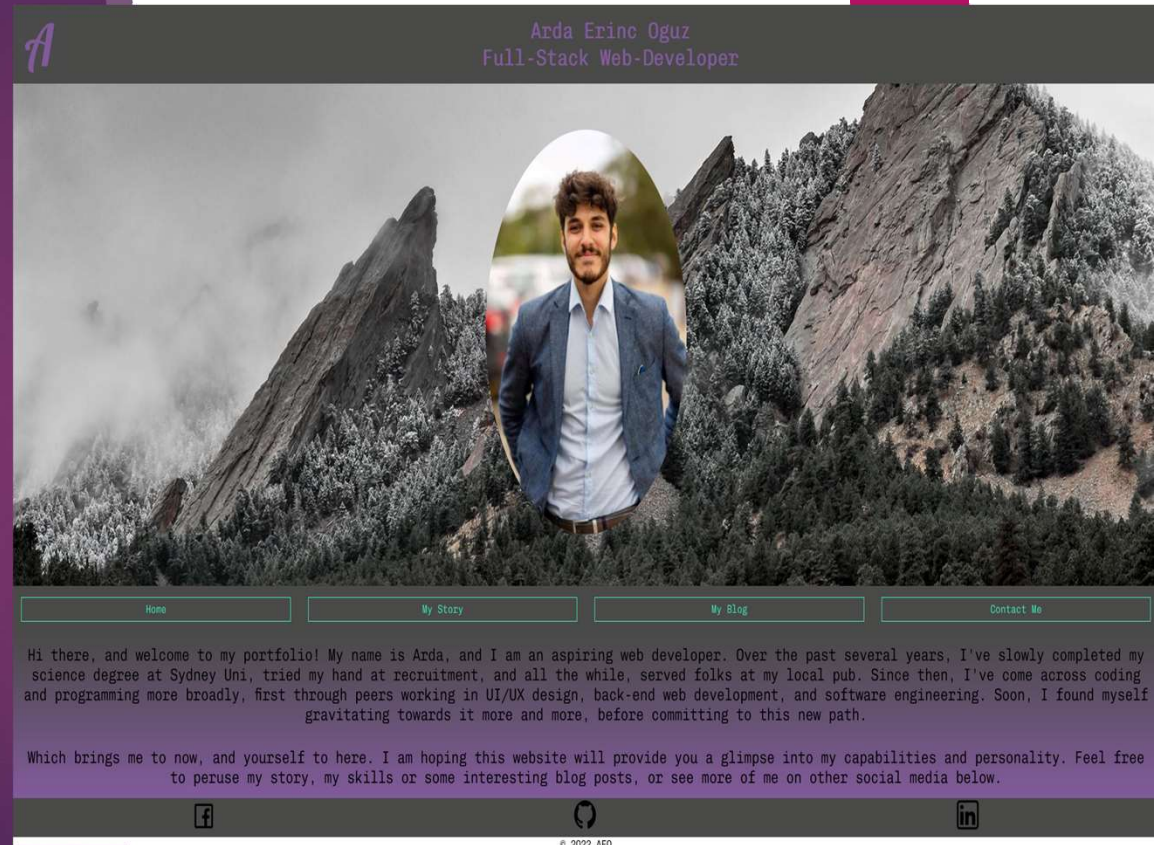 A
Arda Erinc Oguz
Full-Stack Web-Developer
Home
My Story
My Blog
Contact Me
Hi there, and welcome to my portfolio! My name is Arda, and I am an aspiring web developer. Over the past several years, I've slowly completed my
science degree at Sydney Uni, tried my hand at recruitment, and all the while, served folks at my local pub. Since then, I've come across coding
and programming more broadly, first through peers working in UI/UX design, back-end web development, and software engineering. Soon, I found myself
gravitating towards it more and more, before committing to this new path.
Which brings me to now, and yourself to here. I am hoping this website will provide you a glimpse into my capabilities and personality. Feel free
to peruse my story, my skills or some interesting blog posts, or see more of me on other social media below.
f
in
© 2022 AEO